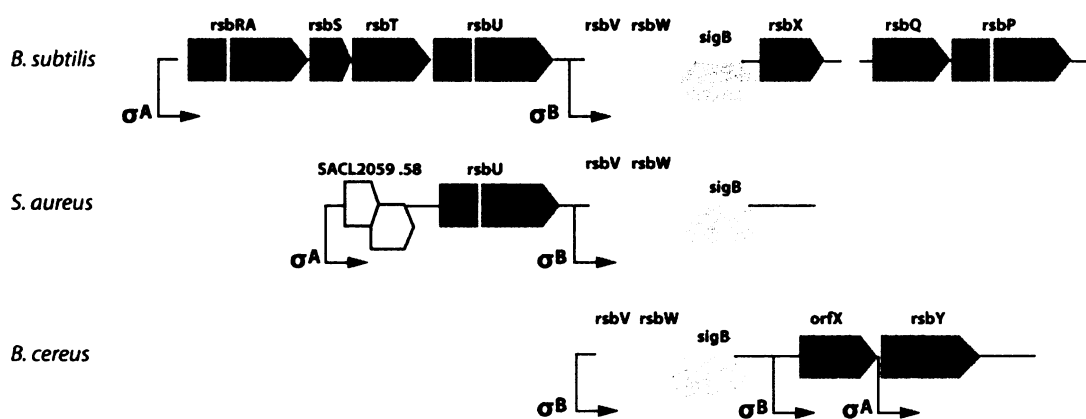 rsbRA rsbS rsbT rsbU rsbV rsbW sigB rsbX rsbQ rsbP
B. subtilis
σA σB
SACL2059 .58 rsbU rsbV rsbW sigB
S. aureus
σA σB
rsbV rsbW sigB orfX rsbY
B. cereus
σB σB σA